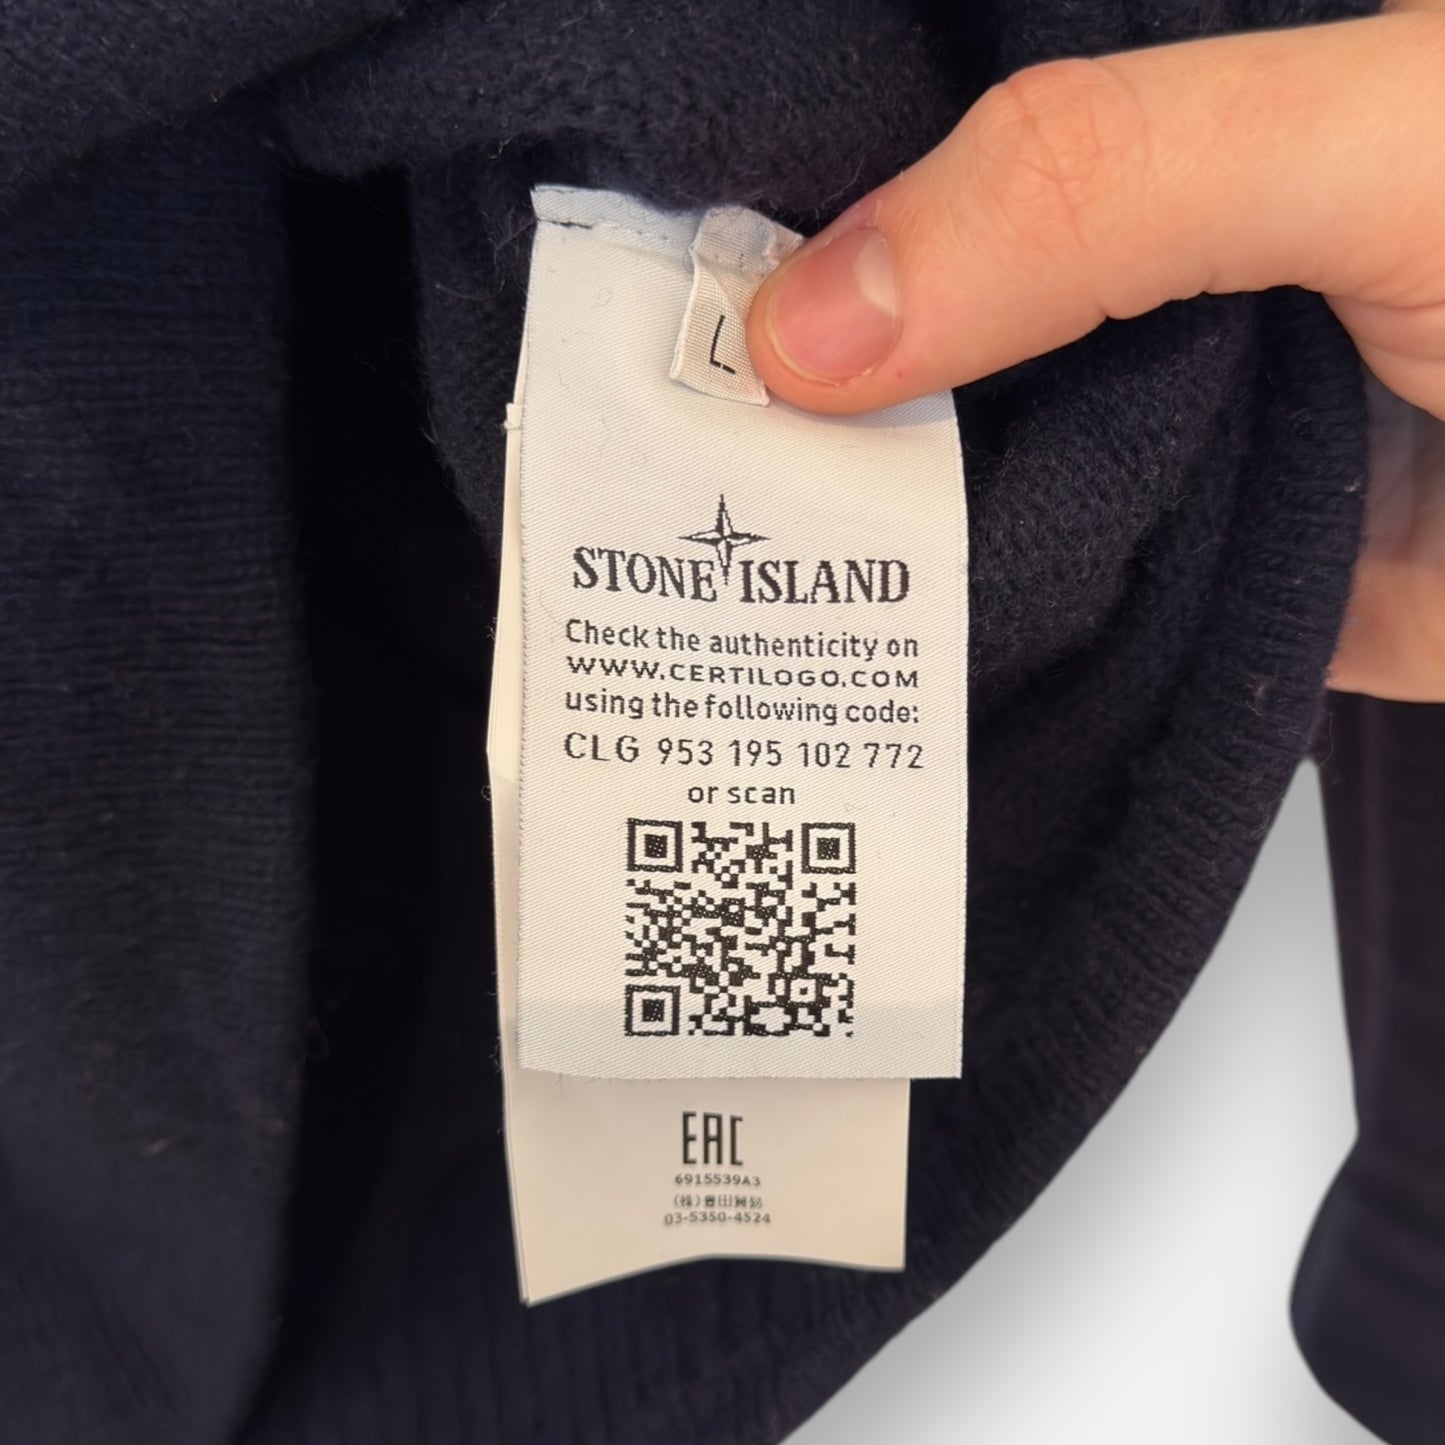 L
STONE ISLAND
Check the authenticity on
WWW.CERTILOGO.COM
using the following code:
CLG 953 195 102 772
or scan
EAC
6915539A3
(株)豊田貿易
03-5350-4524